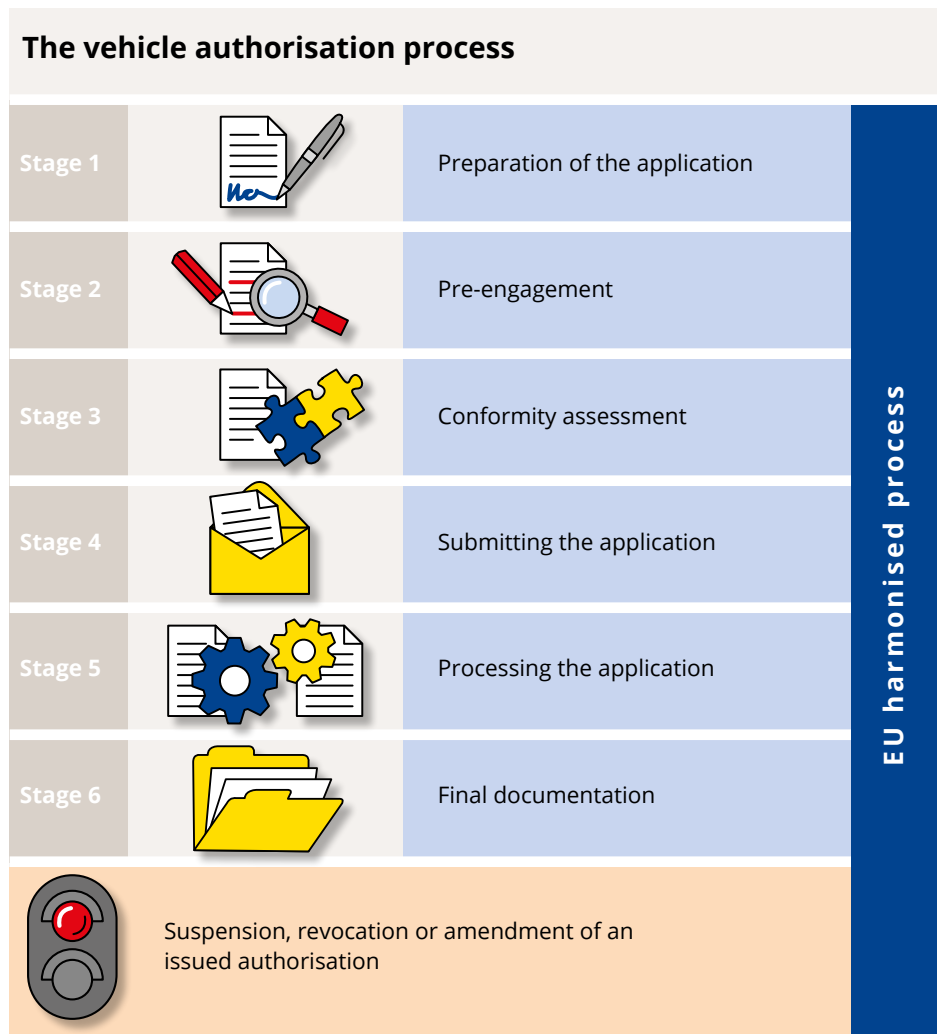 The vehicle authorisation process
Stage 1
Preparation of the application
Stage 2
Pre-engagement
Stage 3
Conformity assessment
Stage 4
Submitting the application
Stage 5
Processing the application
Stage 6
Final documentation
Suspension, revocation or amendment of an
issued authorisation
EU harmonised process